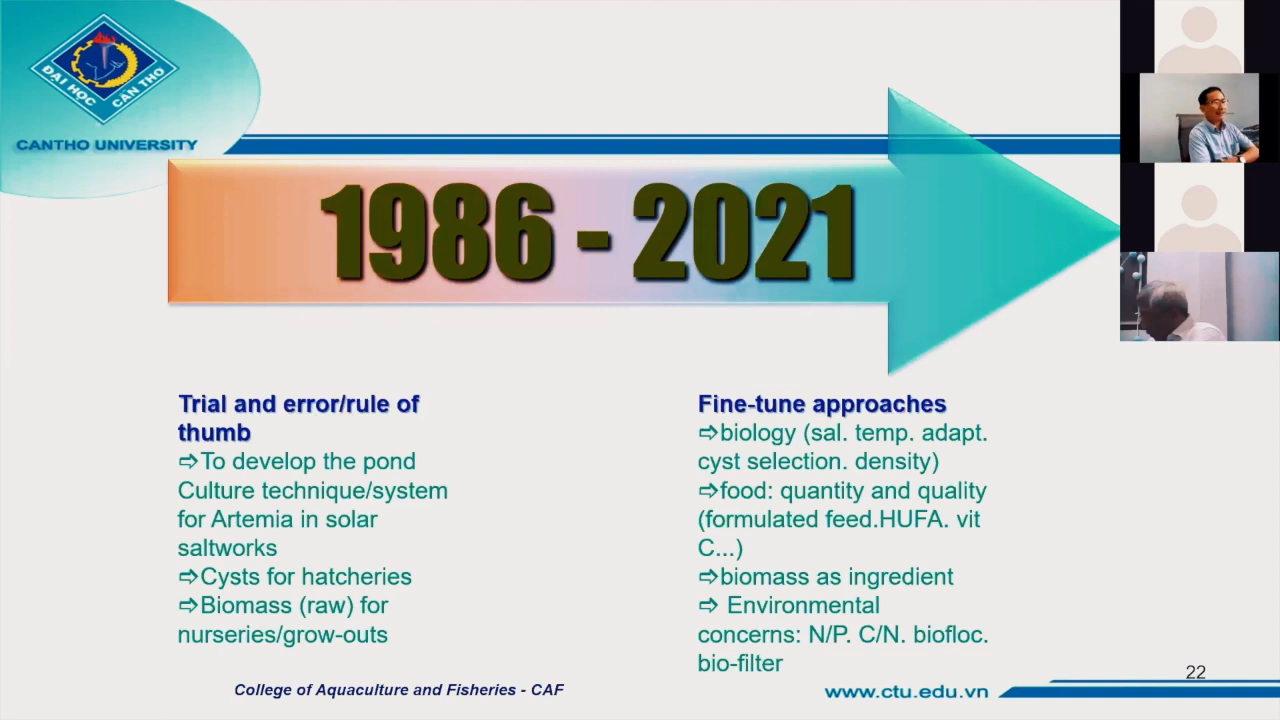 ĐẠI HỌC CẦN THƠ
CANTHO UNIVERSITY
1986 - 2021
Trial and error/rule of
thumb
⇨To develop the pond
Culture technique/system
for Artemia in solar
saltworks
⇨Cysts for hatcheries
⇨Biomass (raw) for
nurseries/grow-outs
Fine-tune approaches
⇨biology (sal. temp. adapt.
cyst selection. density)
⇨food: quantity and quality
(formulated feed.HUFA. vit
C...)
⇨biomass as ingredient
⇨ Environmental
concerns: N/P. C/N. biofloc.
bio-filter
College of Aquaculture and Fisheries - CAF
www.ctu.edu.vn
22